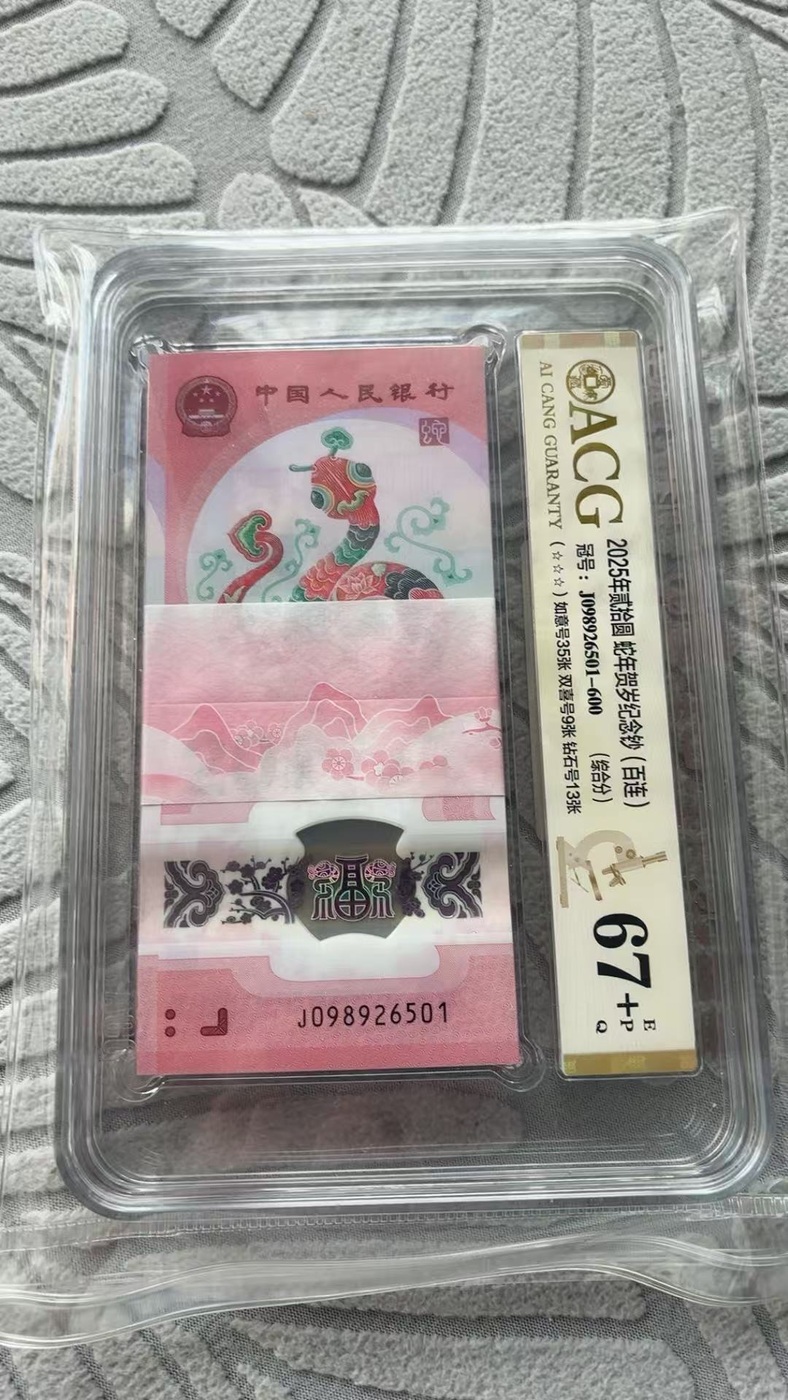 中国人民银行
蛇
福
J098926501
ACG
AI CANG GUARANTY
2025年贰拾圆 蛇年贺岁纪念钞（百连）
冠号：J098926501-600 （综合分）
（☆☆☆）如意号35张 双喜号9张 钻石号13张
67+
E
P
Q